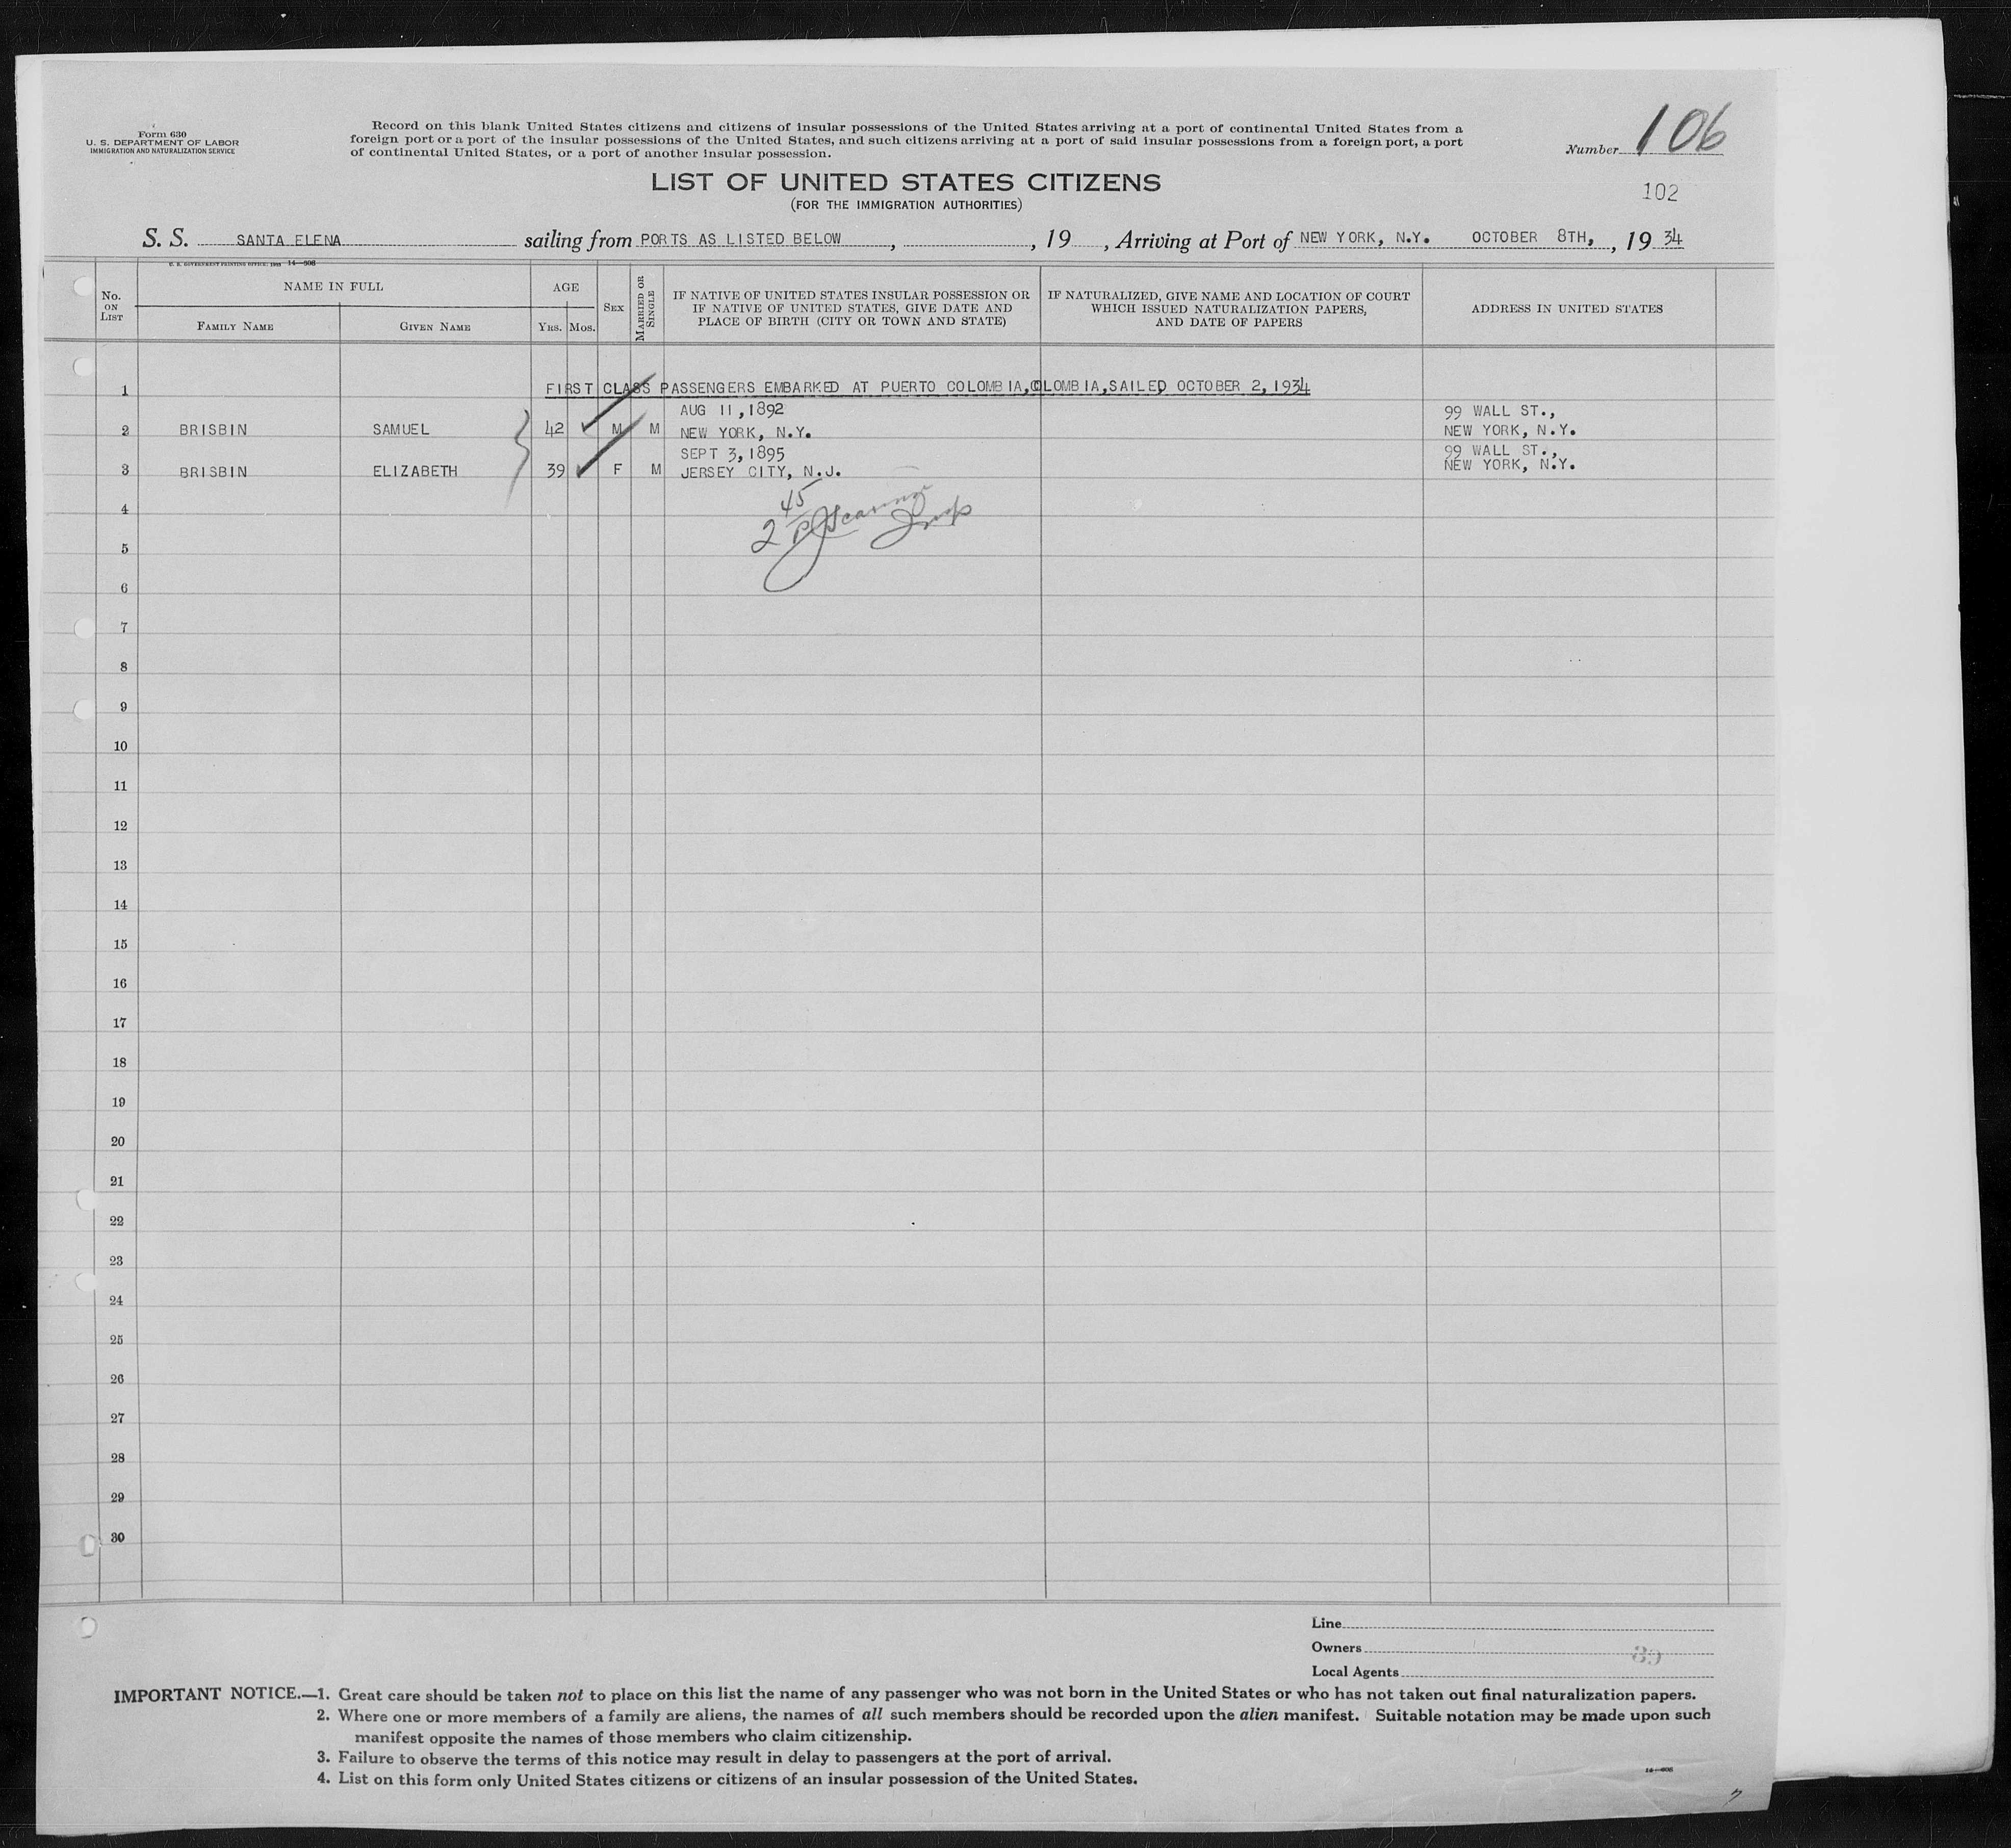 Form 630
U. S. DEPARTMENT OF LABOR
IMMIGRATION AND NATURALIZATION SERVICE
Record on this blank United States citizens and citizens of insular possessions of the United States arriving at a port of continental United States from a
foreign port or a port of the insular possessions of the United States, and such citizens arriving at a port of said insular possessions from a foreign port, a port
of continental United States, or a port of another insular possession.
Number 106
102
LIST OF UNITED STATES CITIZENS
(FOR THE IMMIGRATION AUTHORITIES)
S. S. SANTA ELENA sailing from PORTS AS LISTED BELOW , , 19 , Arriving at Port of NEW YORK, N.Y. OCTOBER 8TH, , 19 34
U. S. GOVERNMENT PRINTING OFFICE: 1933 14—608
No. ON LIST
NAME IN FULL
FAMILY NAME
GIVEN NAME
AGE
YRS. MOS.
SEX
MARRIED OR SINGLE
IF NATIVE OF UNITED STATES INSULAR POSSESSION OR
IF NATIVE OF UNITED STATES, GIVE DATE AND
PLACE OF BIRTH (CITY OR TOWN AND STATE)
IF NATURALIZED, GIVE NAME AND LOCATION OF COURT
WHICH ISSUED NATURALIZATION PAPERS,
AND DATE OF PAPERS
ADDRESS IN UNITED STATES
1 FIRST CLASS PASSENGERS EMBARKED AT PUERTO COLOMBIA, COLOMBIA, SAILED OCTOBER 2, 1934
AUG 11, 1892 99 WALL ST.,
2 BRISBIN SAMUEL 42 M M NEW YORK, N.Y. NEW YORK, N.Y.
SEPT 3, 1895 99 WALL ST.,
3 BRISBIN ELIZABETH 39 F M JERSEY CITY, N.J. NEW YORK, N.Y.
45
4
2
5
6
7
8
9
10
11
12
13
14
15
16
17
18
19
20
21
22
23
24
25
26
27
28
29
30
Line
Owners
Local Agents
IMPORTANT NOTICE.—1. Great care should be taken not to place on this list the name of any passenger who was not born in the United States or who has not taken out final naturalization papers.
2. Where one or more members of a family are aliens, the names of all such members should be recorded upon the alien manifest. Suitable notation may be made upon such
manifest opposite the names of those members who claim citizenship.
3. Failure to observe the terms of this notice may result in delay to passengers at the port of arrival.
4. List on this form only United States citizens or citizens of an insular possession of the United States.
14—608